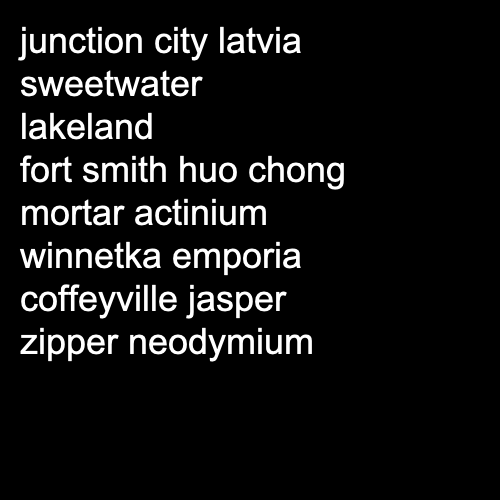 junction city latvia
sweetwater
lakeland
fort smith huo chong
mortar actinium
winnetka emporia
coffeyville jasper
zipper neodymium